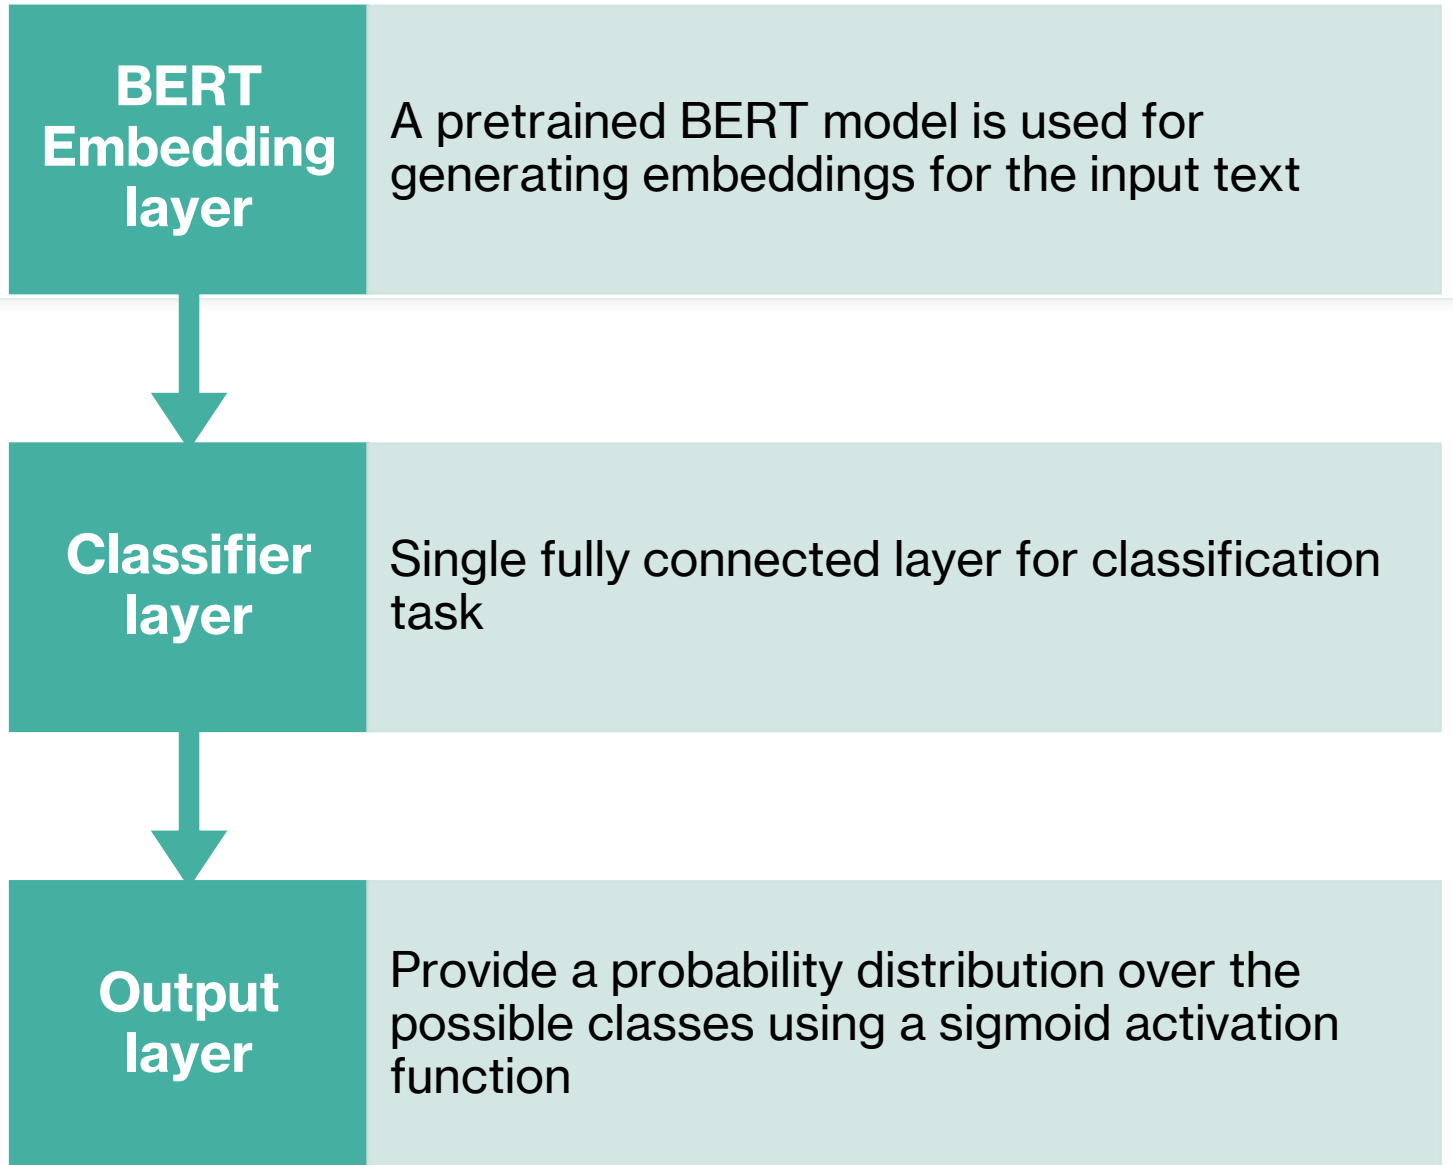 BERT
Embedding
layer
A pretrained BERT model is used for
generating embeddings for the input text
Classifier
layer
Single fully connected layer for classification
task
Output
layer
Provide a probability distribution over the
possible classes using a sigmoid activation
function